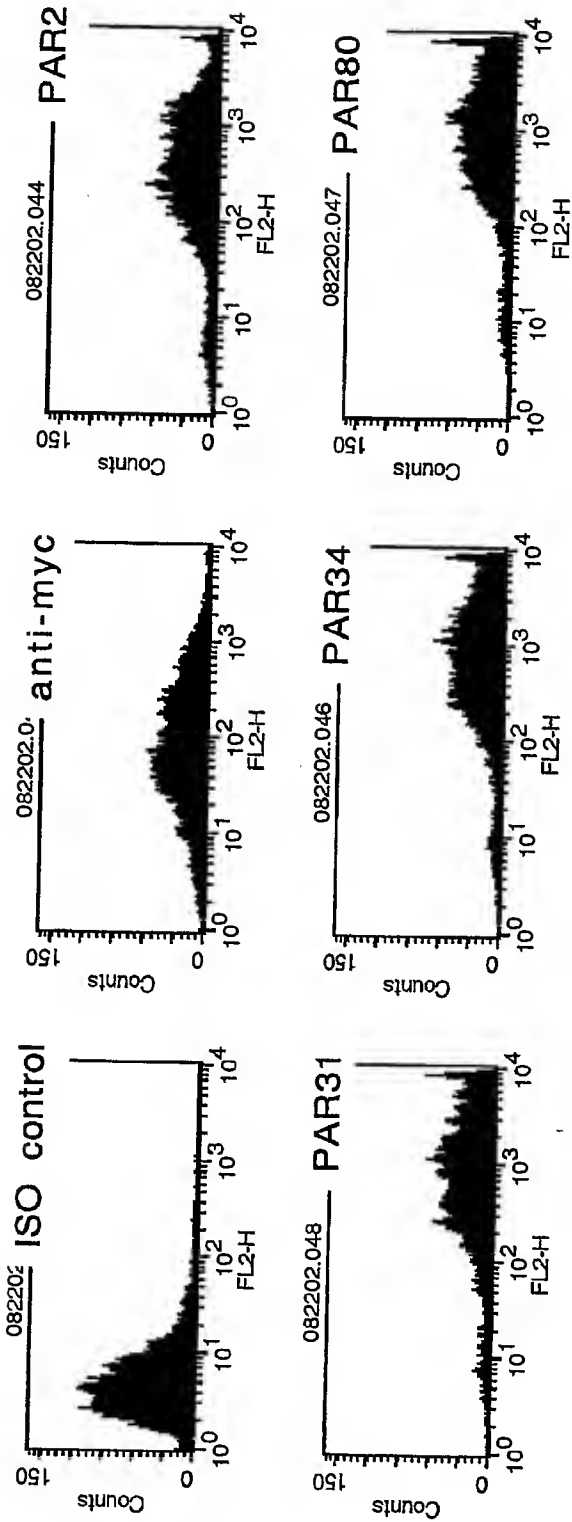 082202 ISO control
150
Counts
0
10^0 10^1 10^2 10^3 10^4
FL2-H
082202.0 anti-myc
150
Counts
0
10^0 10^1 10^2 10^3 10^4
FL2-H
082202.044 PAR2
150
Counts
0
10^0 10^1 10^2 10^3 10^4
FL2-H
082202.048 PAR31
150
Counts
0
10^0 10^1 10^2 10^3 10^4
FL2-H
082202.046 PAR34
150
Counts
0
10^0 10^1 10^2 10^3 10^4
FL2-H
082202.047 PAR80
150
Counts
0
10^0 10^1 10^2 10^3 10^4
FL2-H